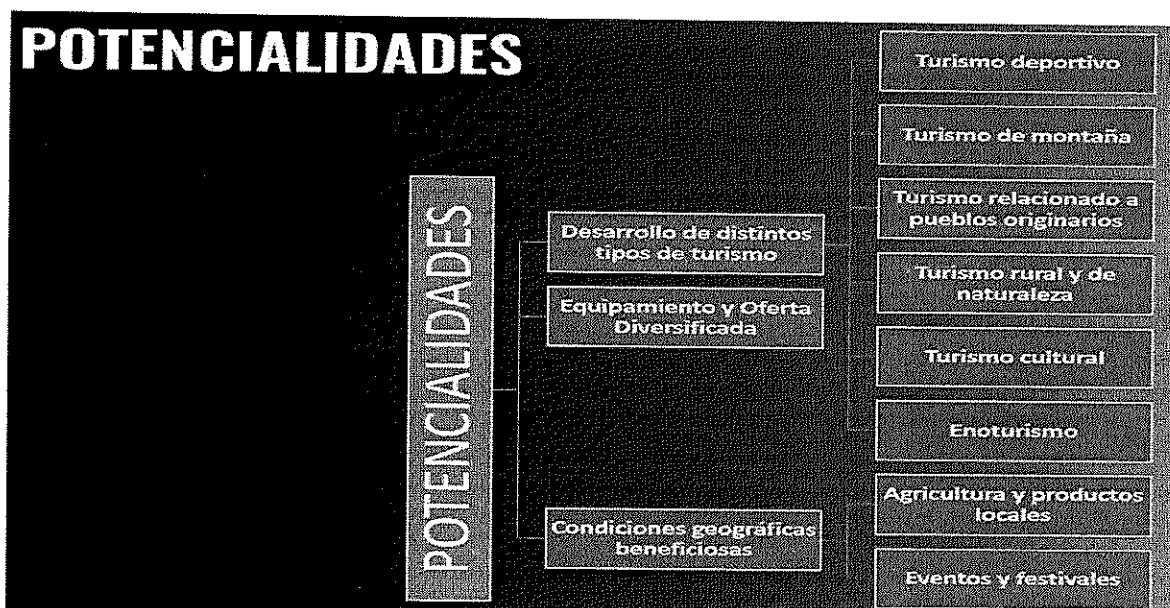 POTENCIALIDADES
POTENCIALIDADES
Desarrollo de distintos
tipos de turismo
Equipamiento y Oferta
Diversificada
Condiciones geográficas
beneficiosas
Turismo deportivo
Turismo de montaña
Turismo relacionado a
pueblos originarios
Turismo rural y de
naturaleza
Turismo cultural
Enoturismo
Agricultura y productos
locales
Eventos y festivales